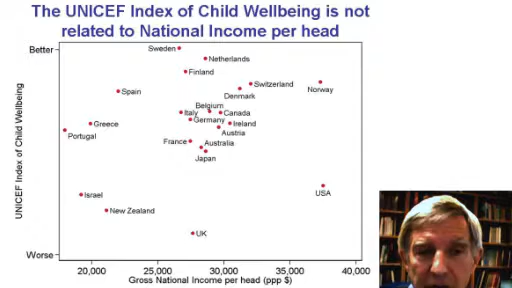 The UNICEF Index of Child Wellbeing is not
related to National Income per head
Better
Sweden
Netherlands
Finland
Switzerland
Norway
Spain
Denmark
Belgium
Italy
Canada
Germany
Ireland
Greece
Austria
Portugal
France
Australia
Japan
USA
Israel
New Zealand
UK
Worse
UNICEF Index of Child Wellbeing
20,000
25,000
30,000
35,000
40,000
Gross National Income per head (ppp $)